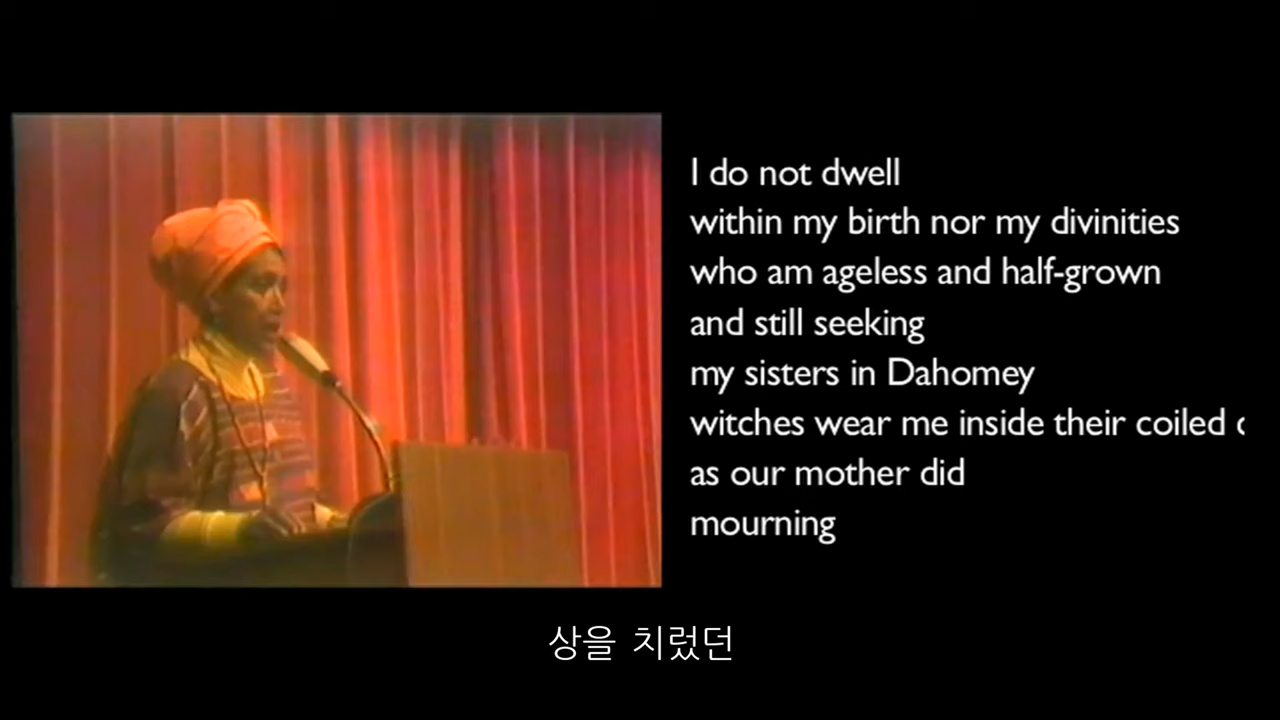 I do not dwell
within my birth nor my divinities
who am ageless and half-grown
and still seeking
my sisters in Dahomey
witches wear me inside their coiled
as our mother did
mourning
상을 치렀던